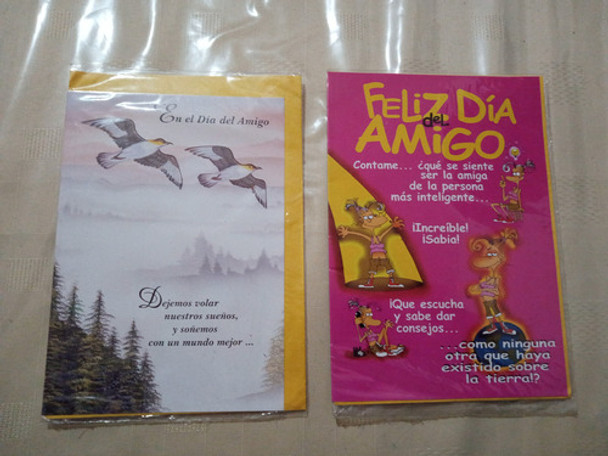 En el Día del Amigo
Dejemos volar
nuestros sueños,
y soñemos
con un mundo mejor ...
FELIZ DÍA
del
AMIGO
Contame... ¿qué se siente
ser la amiga
de la persona
más inteligente...
¡Increíble!
¡Sabia!
¡Que escucha
y sabe dar
consejos...
...como ninguna
otra que haya
existido sobre
la tierra!?